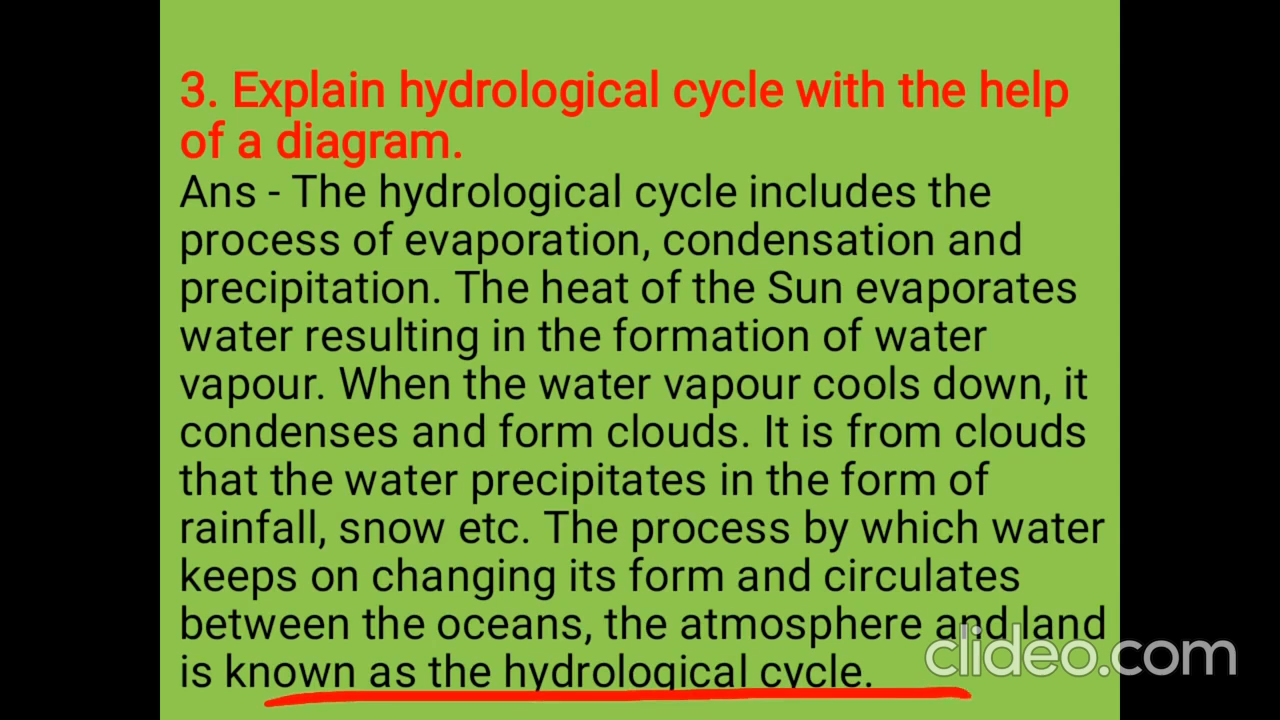 3. Explain hydrological cycle with the help
of a diagram.
Ans - The hydrological cycle includes the
process of evaporation, condensation and
precipitation. The heat of the Sun evaporates
water resulting in the formation of water
vapour. When the water vapour cools down, it
condenses and form clouds. It is from clouds
that the water precipitates in the form of
rainfall, snow etc. The process by which water
keeps on changing its form and circulates
between the oceans, the atmosphere and land
is known as the hydrological cycle.
clideo.com